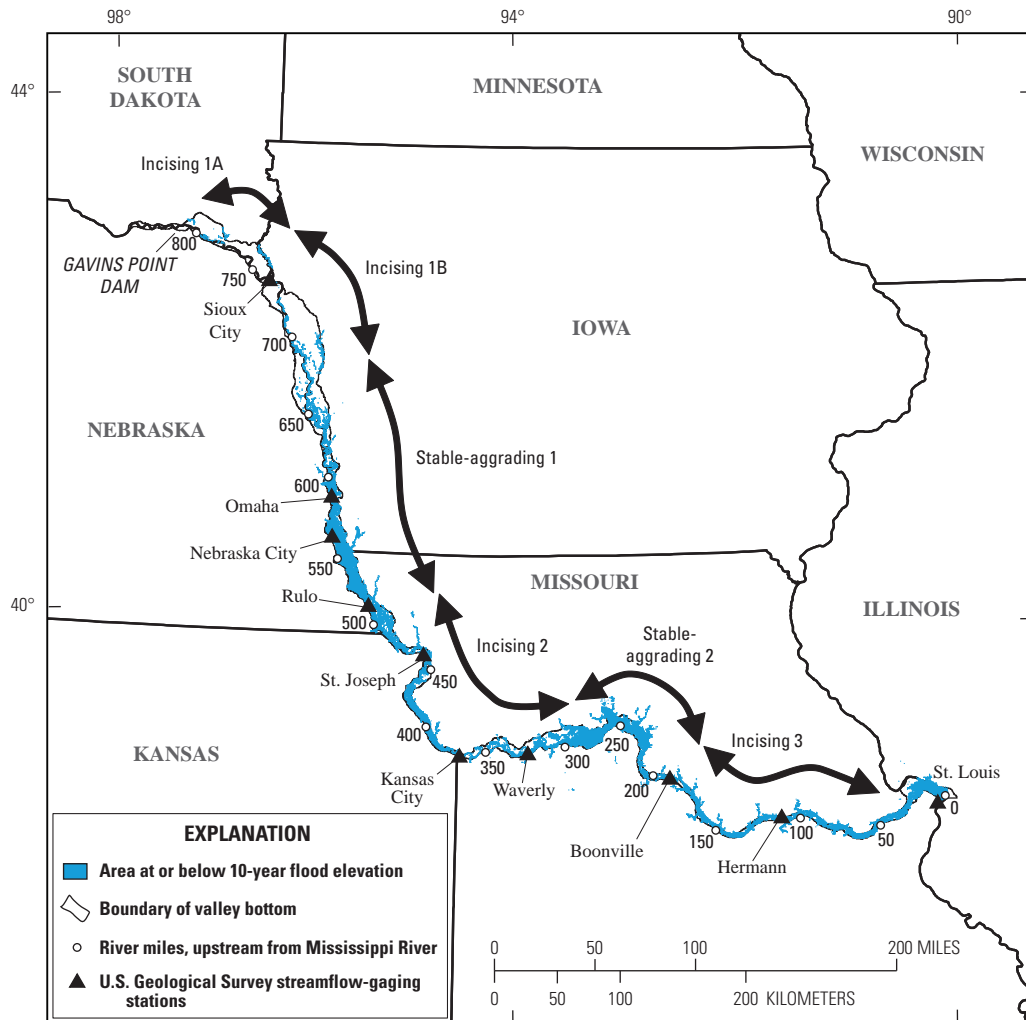 98°
94°
90°
44°
40°
SOUTH
DAKOTA
MINNESOTA
WISCONSIN
Incising 1A
800
GAVINS POINT
DAM
750
Sioux
City
Incising 1B
IOWA
700
NEBRASKA
650
Stable-aggrading 1
600
Omaha
Nebraska City
550
Rulo
500
MISSOURI
ILLINOIS
St. Joseph
450
Incising 2
Stable-
aggrading 2
400
KANSAS
Kansas
City
350
Waverly
300
250
200
Boonville
Incising 3
150
Hermann
100
50
St. Louis
0
EXPLANATION
Area at or below 10-year flood elevation
Boundary of valley bottom
River miles, upstream from Mississippi River
U.S. Geological Survey streamflow-gaging
stations
0 50 100 200 MILES
0 50 100 200 KILOMETERS